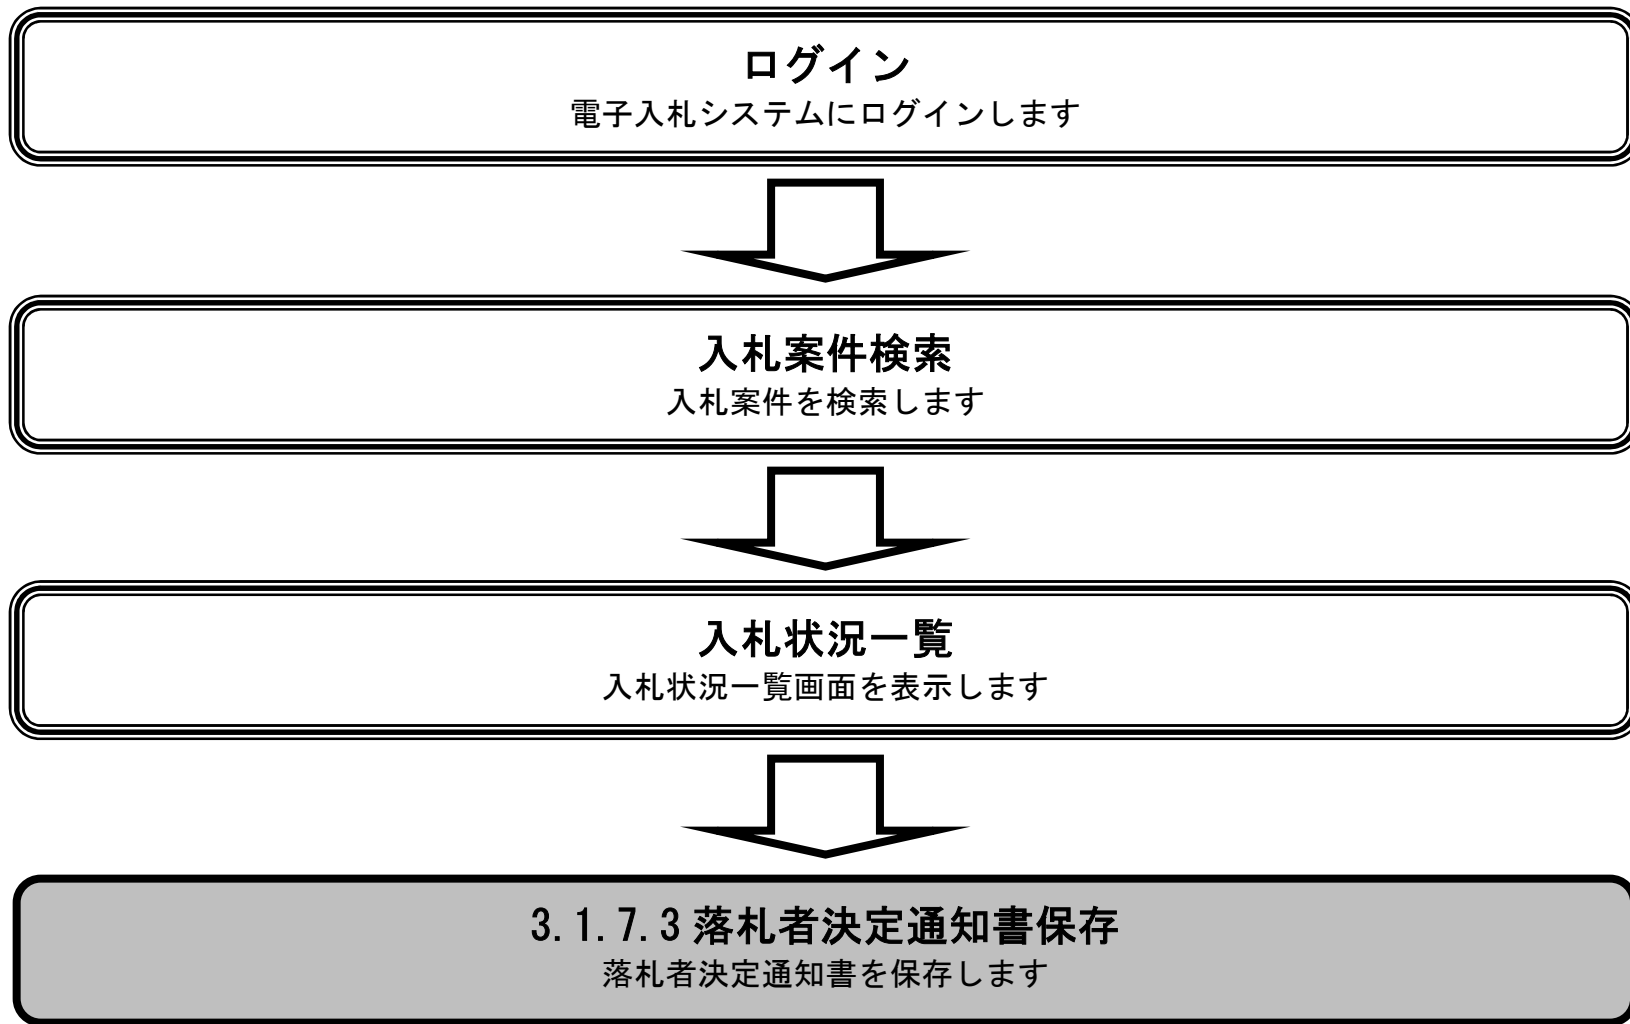 ログイン
電子入札システムにログインします
入札案件検索
入札案件を検索します
入札状況一覧
入札状況一覧画面を表示します
3.1.7.3 落札者決定通知書保存
落札者決定通知書を保存します